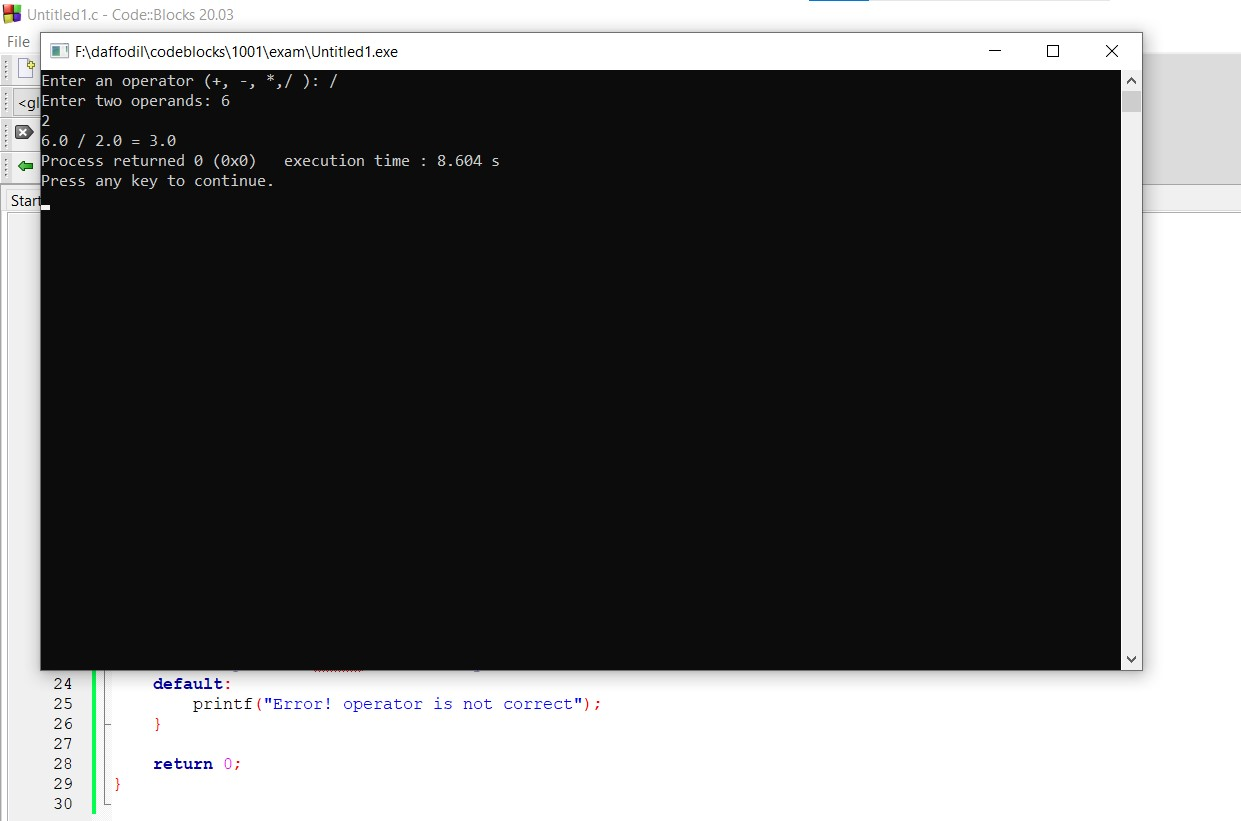 Untitled1.c - Code::Blocks 20.03
File
F:\daffodil\codeblocks\1001\exam\Untitled1.exe
<gl
Start
Enter an operator (+, -, *,/ ): /
Enter two operands: 6
2
6.0 / 2.0 = 3.0
Process returned 0 (0x0)   execution time : 8.604 s
Press any key to continue.
24 default:
25 printf("Error! operator is not correct");
26 }
27
28 return 0;
29 }
30